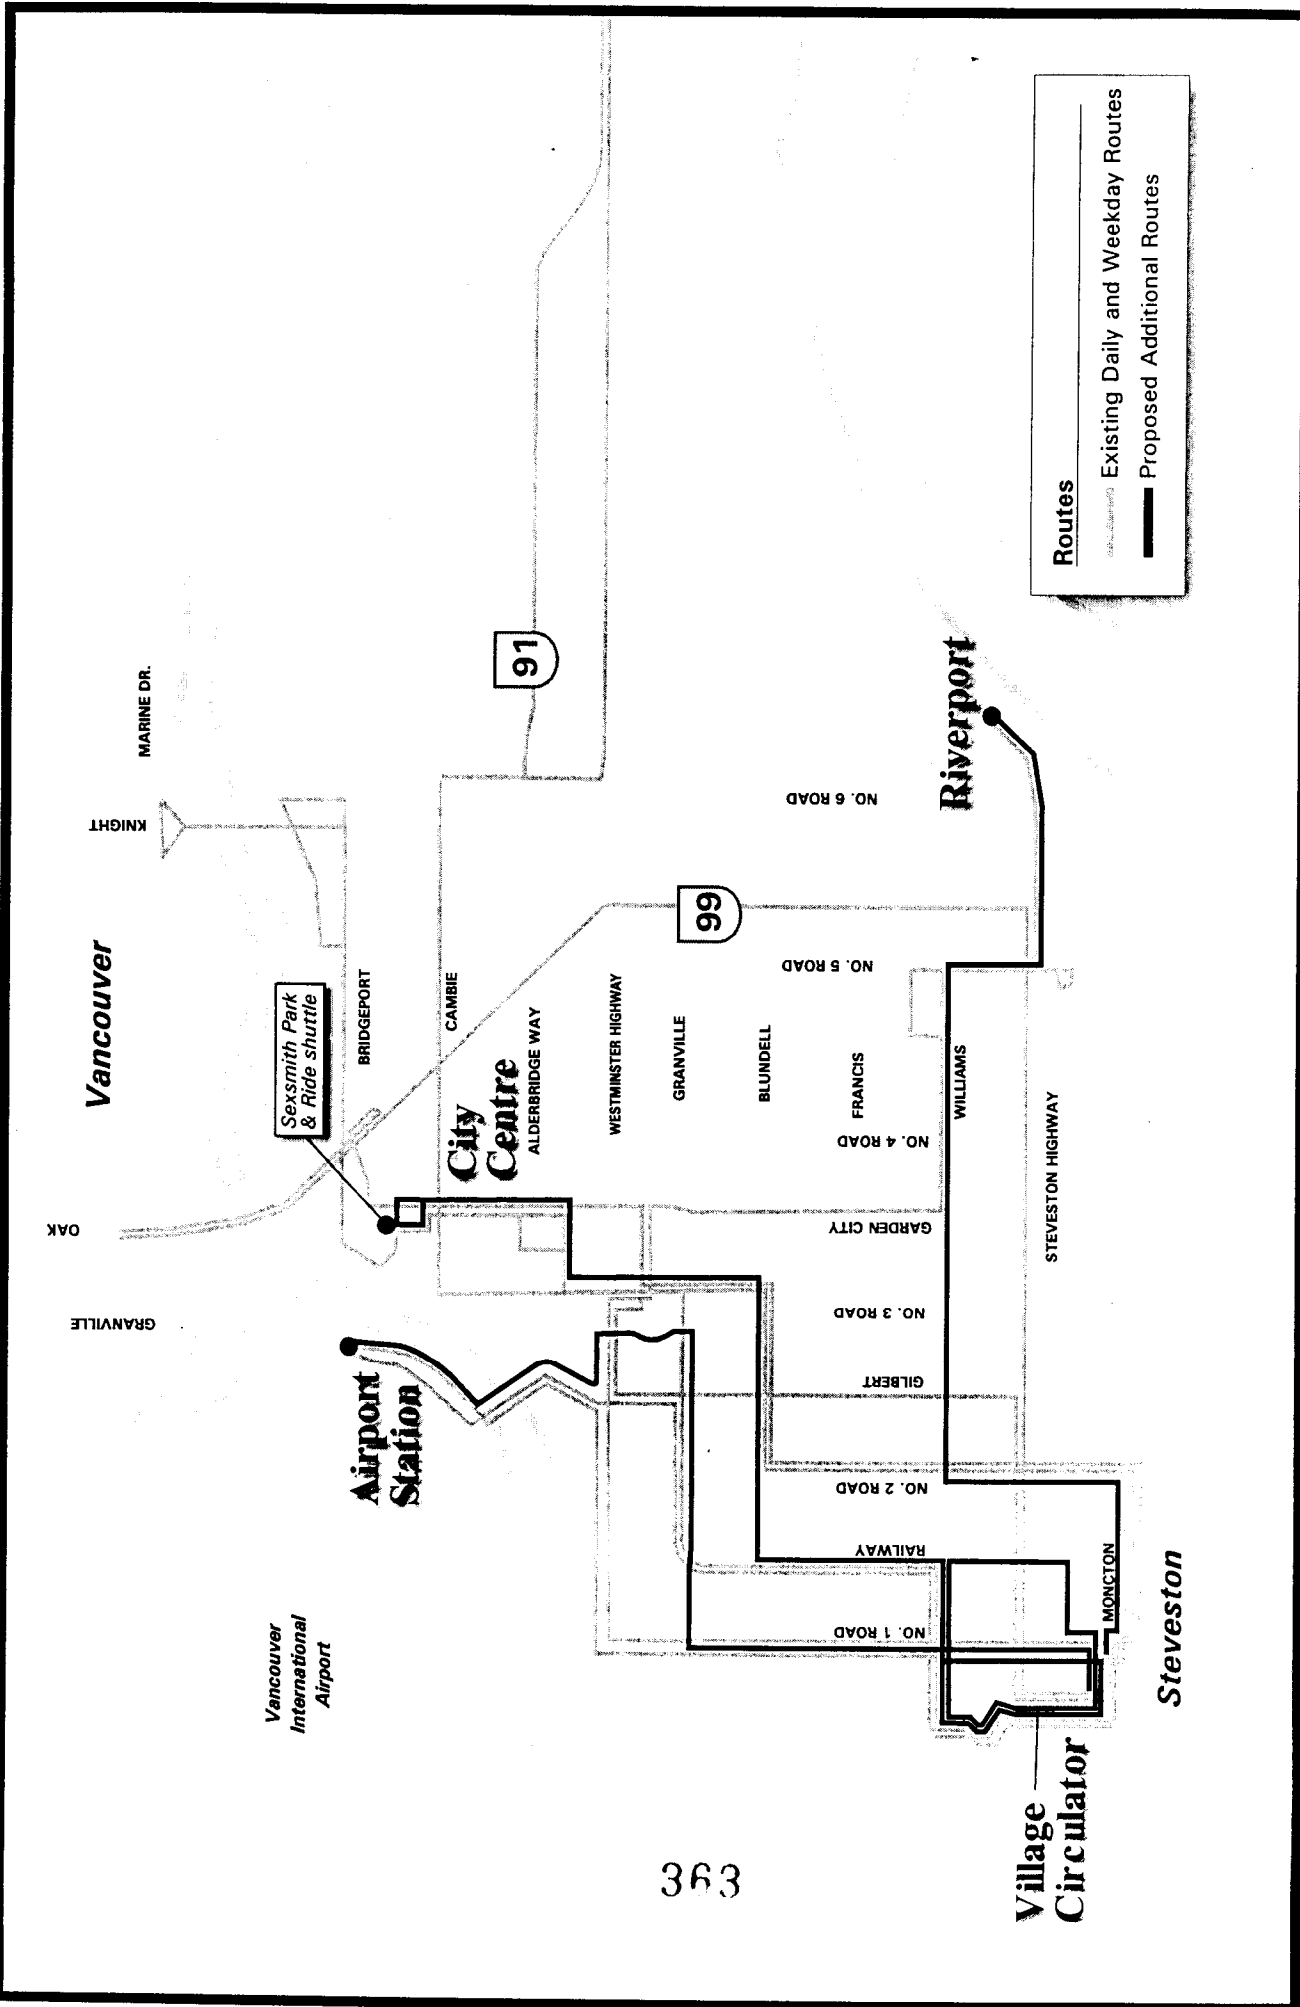 Vancouver
OAK
GRANVILLE
KNIGHT
MARINE DR.
Sexsmith Park
& Ride shuttle
BRIDGEPORT
CAMBIE
City
Centre
ALDERBRIDGE WAY
WESTMINSTER HIGHWAY
GRANVILLE
BLUNDELL
FRANCIS
WILLIAMS
STEVESTON HIGHWAY
91
99
Airport
Station
Vancouver
International
Airport
NO. 1 ROAD
RAILWAY
NO. 2 ROAD
GILBERT
NO. 3 ROAD
GARDEN CITY
NO. 4 ROAD
NO. 5 ROAD
NO. 6 ROAD
Riverport
MONCTON
Steveston
Village
Circulator
Routes
Existing Daily and Weekday Routes
Proposed Additional Routes
363